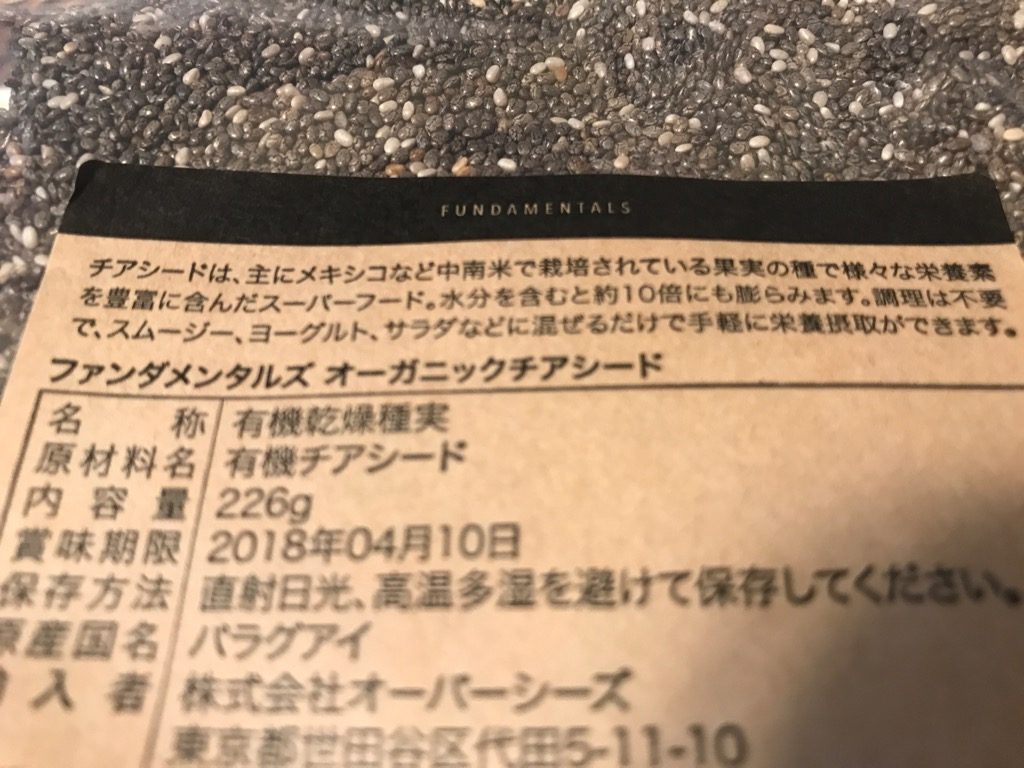 FUNDAMENTALS
チアシードは、主にメキシコなど中南米で栽培されている果実の種で様々な栄養素
を豊富に含んだスーパーフード。水分を含むと約10倍にも膨らみます。調理は不要
で、スムージー、ヨーグルト、サラダなどに混ぜるだけで手軽に栄養摂取ができます。
ファンダメンタルズ オーガニックチアシード
名称 有機乾燥種実
原材料名 有機チアシード
内容量 226g
賞味期限 2018年04月10日
保存方法 直射日光、高温多湿を避けて保存してください。
原産国名 パラグアイ
輸入者 株式会社オーバーシーズ
東京都世田谷区代田5-11-10